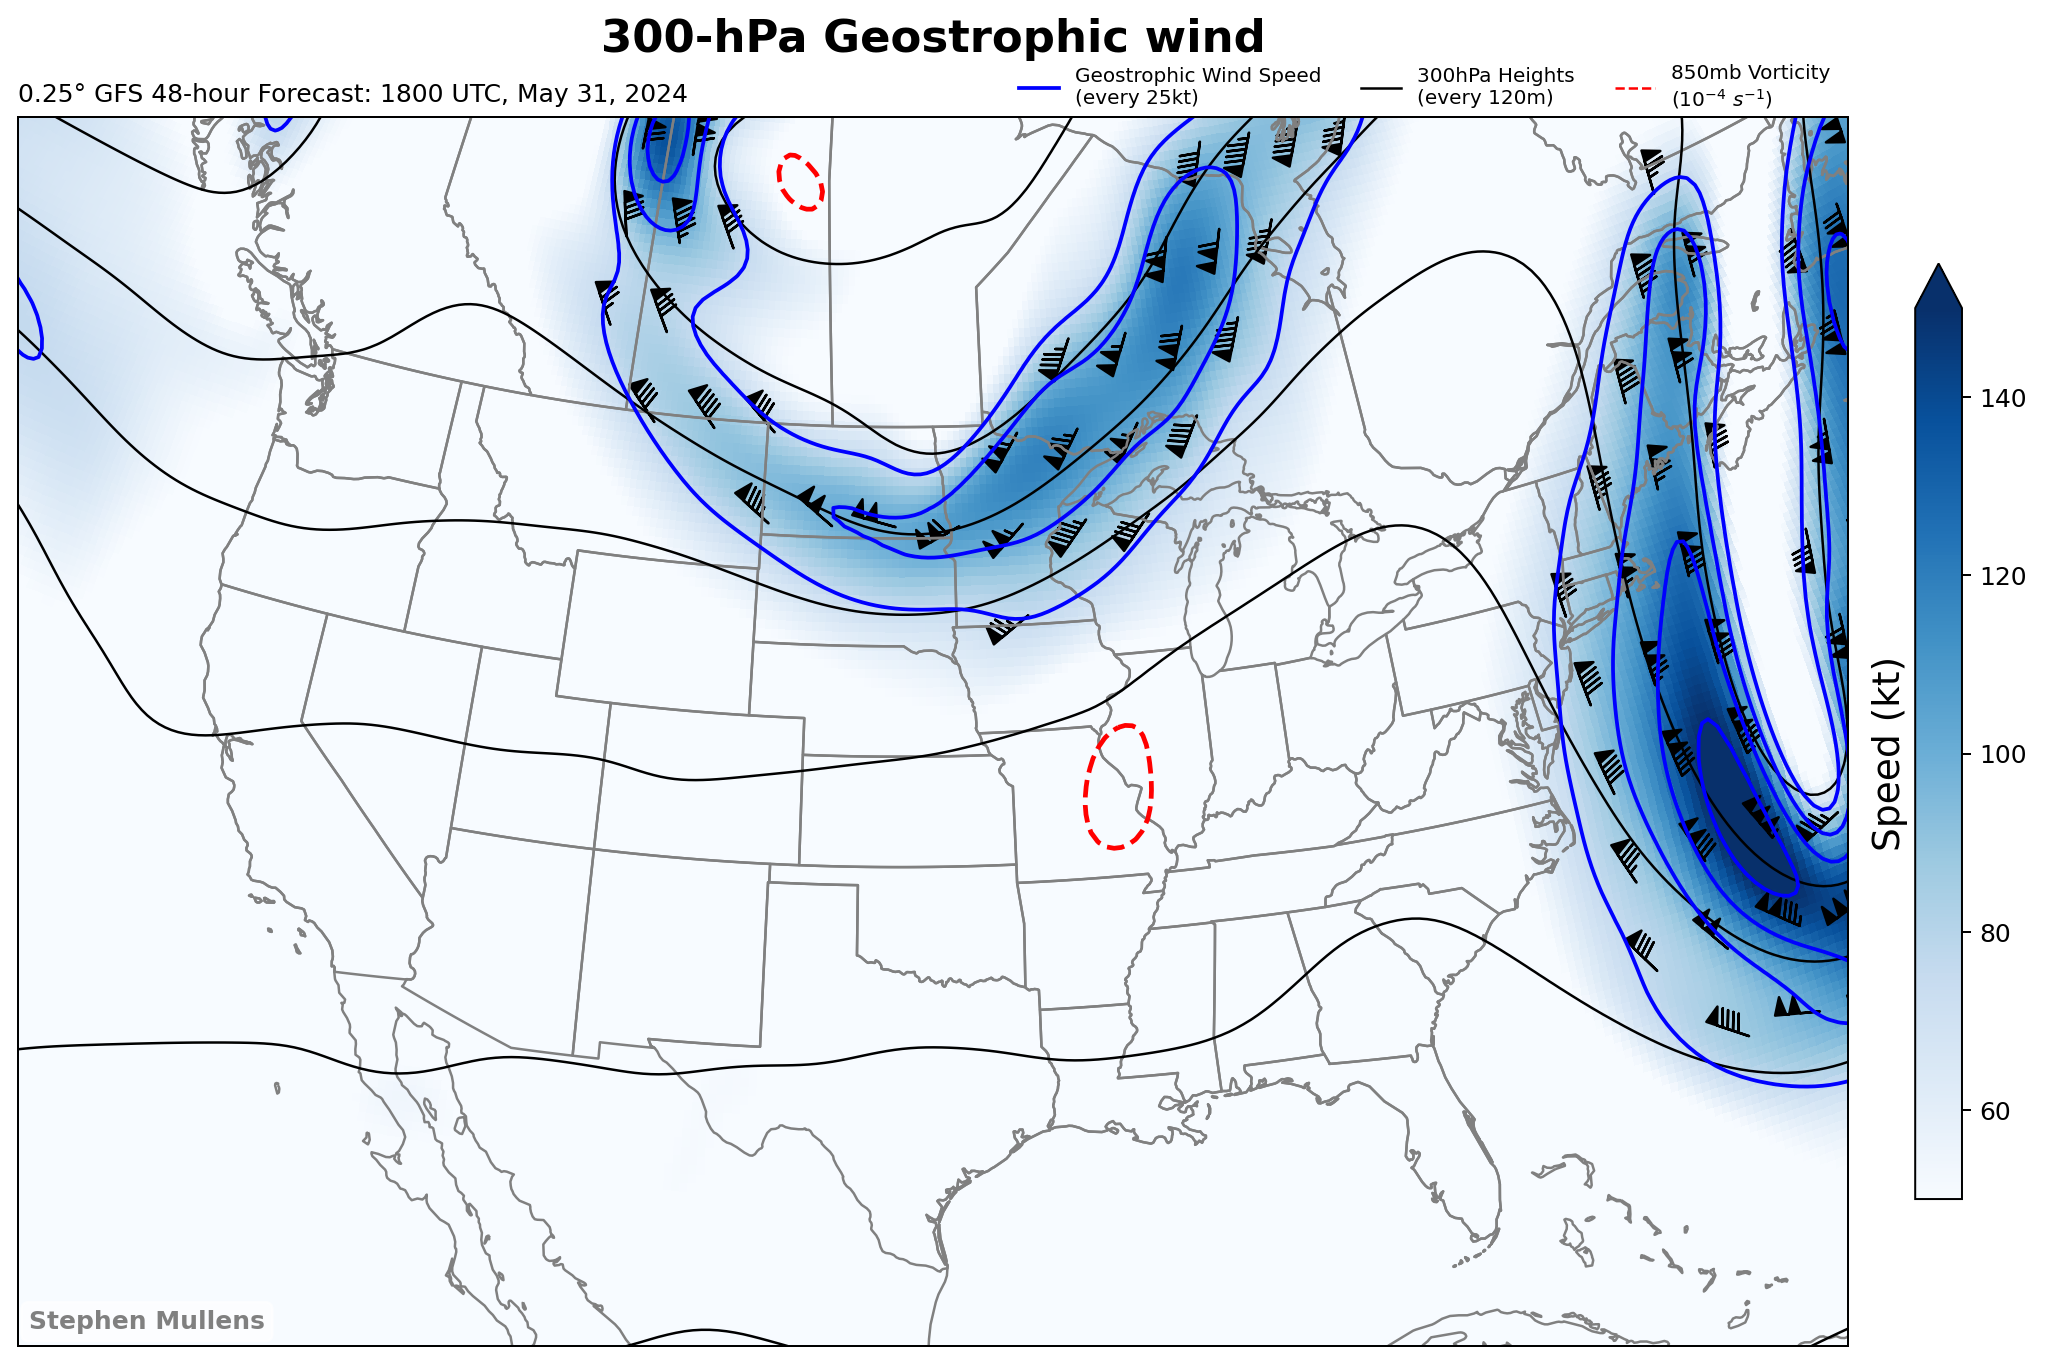 300-hPa Geostrophic wind
0.25° GFS 48-hour Forecast: 1800 UTC, May 31, 2024
Geostrophic Wind Speed
(every 25kt)
300hPa Heights
(every 120m)
850mb Vorticity
(10⁻⁴ s⁻¹)
140
120
100
80
60
Speed (kt)
Stephen Mullens